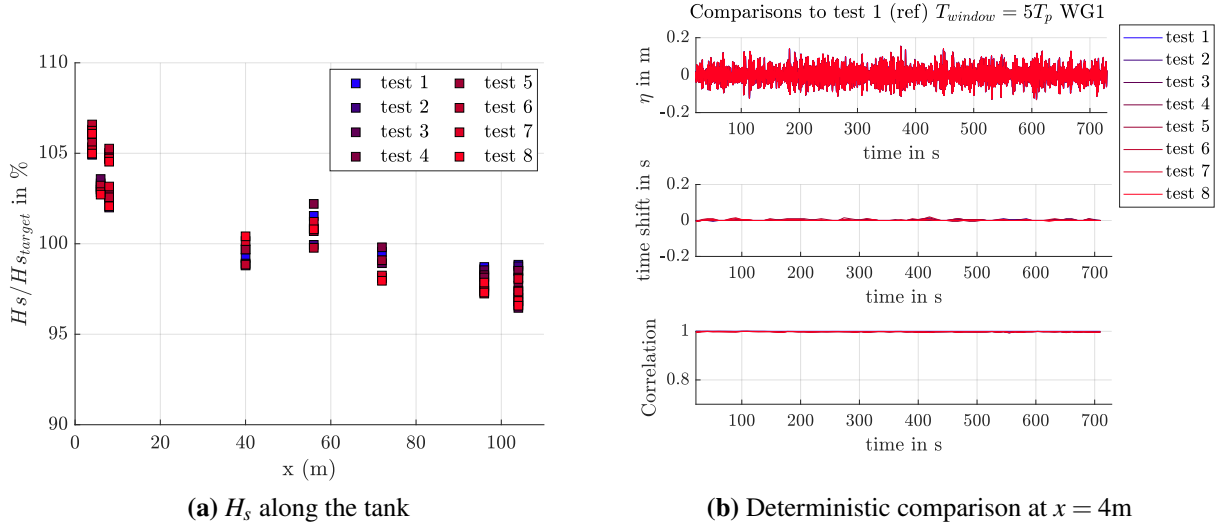 110
105
100
95
90
Hs/Hs_{target} in %
0 20 40 60 80 100
x (m)
test 1 test 5
test 2 test 6
test 3 test 7
test 4 test 8
(a) H_s along the tank
Comparisons to test 1 (ref) T_{window} = 5T_p WG1
0.2
0
-0.2
η in m
100 200 300 400 500 600 700
time in s
0.2
0
-0.2
time shift in s
100 200 300 400 500 600 700
time in s
1
0.8
Correlation
100 200 300 400 500 600 700
time in s
test 1
test 2
test 3
test 4
test 5
test 6
test 7
test 8
(b) Deterministic comparison at x = 4m